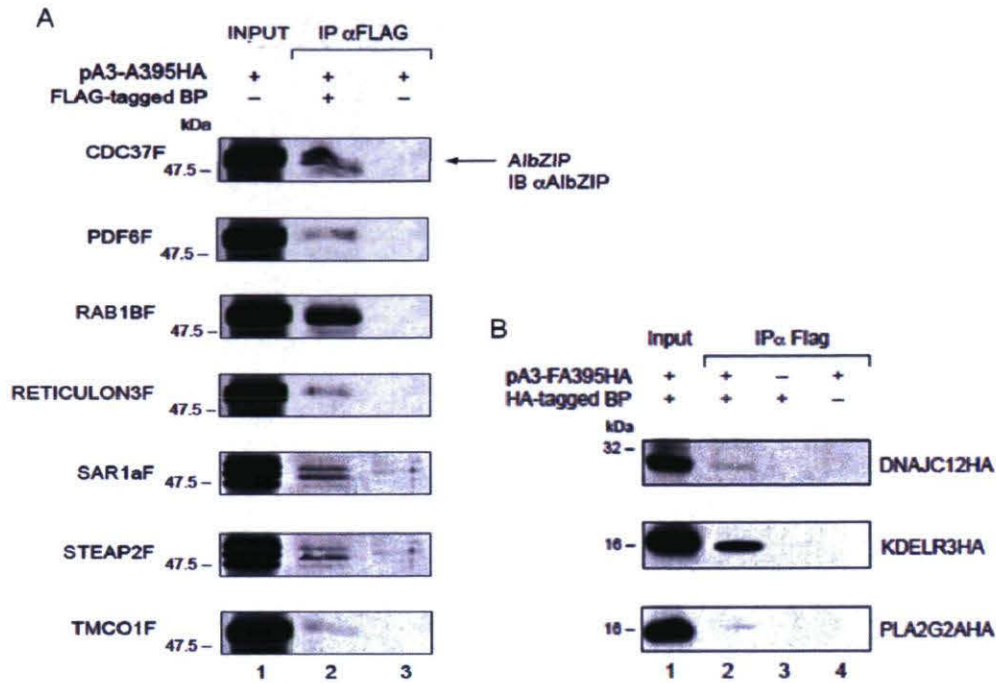 A
INPUT IP αFLAG
pA3-A395HA + + +
FLAG-tagged BP – + –
kDa
CDC37F 47.5 –
AlbZIP
IB αAlbZIP
PDF6F 47.5 –
RAB1BF 47.5 –
RETICULON3F 47.5 –
SAR1aF 47.5 –
STEAP2F 47.5 –
TMCO1F 47.5 –
1 2 3
B
Input IPα Flag
pA3-FA395HA + + – +
HA-tagged BP + + + –
kDa
32 – DNAJC12HA
16 – KDELR3HA
16 – PLA2G2AHA
1 2 3 4